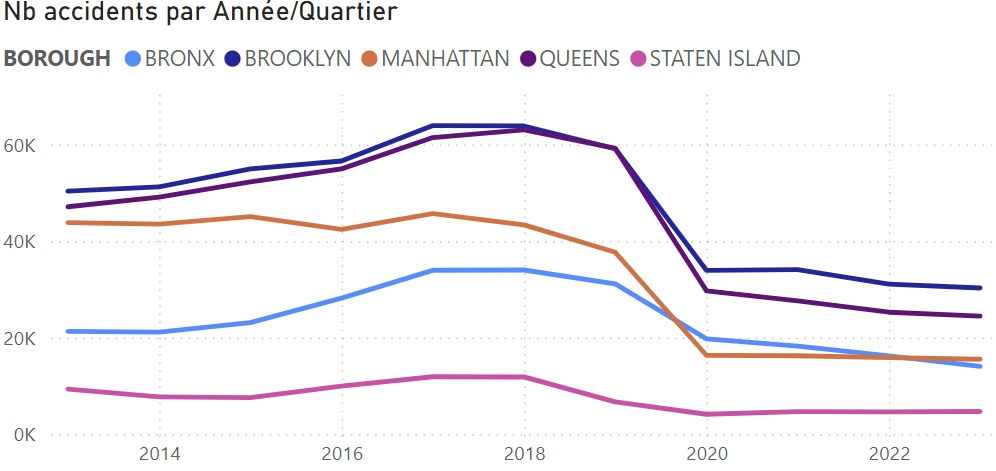 Nb accidents par Année/Quartier
BOROUGH BRONX BROOKLYN MANHATTAN QUEENS STATEN ISLAND
60K
40K
20K
0K
2014 2016 2018 2020 2022